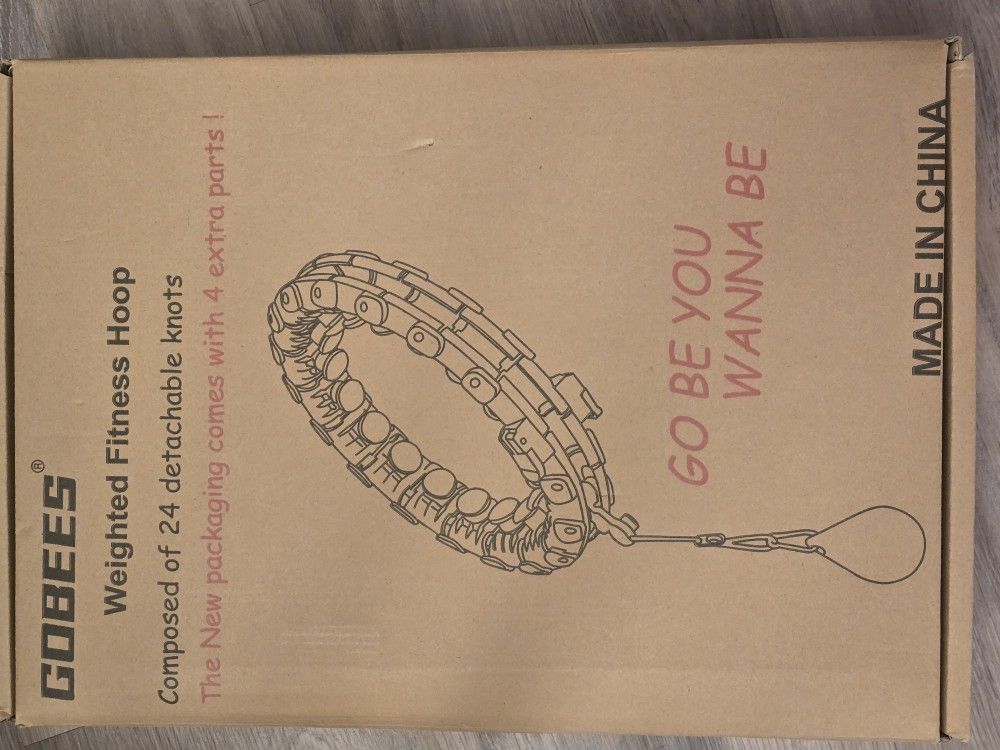 GOBEES®
Weighted Fitness Hoop
Composed of 24 detachable knots
The New packaging comes with 4 extra parts!
GO BE YOU
WANNA BE
MADE IN CHINA